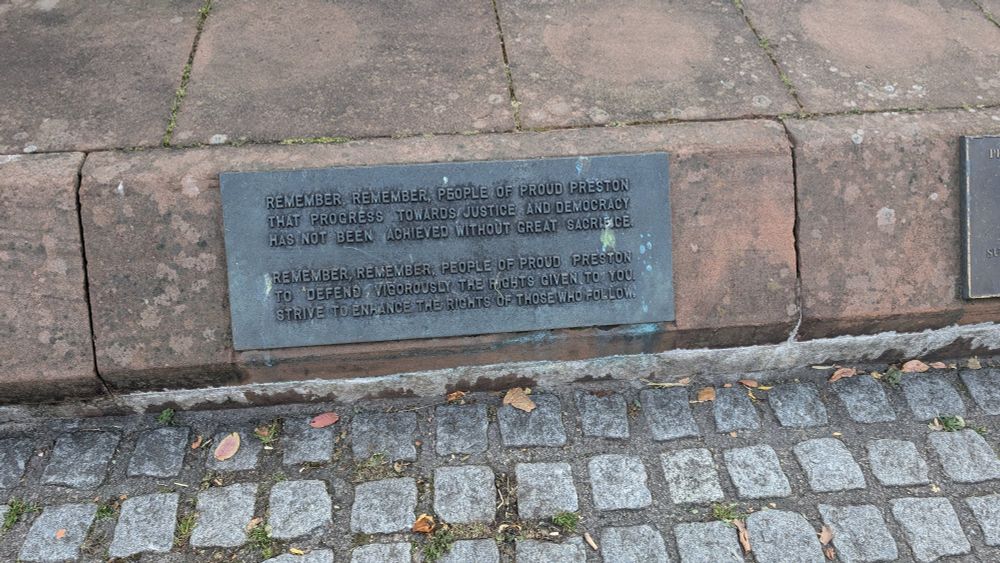 REMEMBER, REMEMBER, PEOPLE OF PROUD PRESTON
THAT PROGRESS TOWARDS JUSTICE AND DEMOCRACY
HAS NOT BEEN ACHIEVED WITHOUT GREAT SACRIFICE.
REMEMBER, REMEMBER, PEOPLE OF PROUD PRESTON
TO DEFEND, VIGOROUSLY, THE RIGHTS GIVEN TO YOU.
STRIVE TO ENHANCE THE RIGHTS OF THOSE WHO FOLLOW.